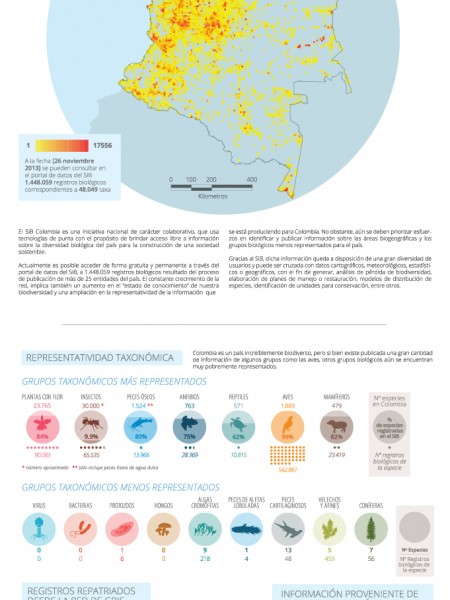 1 17556
A la fecha [26 noviembre
2013] se pueden consultar en
el portal de datos del SiB
1.448.059 registros biológicos
correspondientes a 48.049 taxa
0 100 200 400
Kilometros
El SiB Colombia es una iniciativa nacional de carácter colaborativo, que usa
tecnologías de punta con el propósito de brindar acceso libre a información
sobre la diversidad biológica del país para la construcción de una sociedad
sostenible.
Actualmente es posible acceder de forma gratuita y permanente a través del
portal de datos del SiB, a 1.448.059 registros biológicos resultado del proceso
de publicación de más de 25 entidades del país. El constante crecimiento de la
red, implica también un aumento en el "estado de conocimiento" de nuestra
biodiversidad y una ampliación en la representatividad de la información que
se está produciendo para Colombia. No obstante, aún se deben priorizar esfuer-
zos en identificar y publicar información sobre las áreas biogeográficas y los
grupos biológicos menos representados para el país.
Gracias al SiB, dicha información queda a disposición de una gran diversidad de
usuarios y puede ser cruzada con datos cartográficos, meteorológicos, estadísti-
cos o geográficos, con el fin de generar, análisis de pérdida de biodiversidad,
elaboración de planes de manejo o restauración, modelos de distribución de
especies, identificación de unidades para conservación, entre otros.
REPRESENTATIVIDAD TAXONÓMICA
Colombia es un país increíblemente biodiverso, pero si bien existe publicada una gran cantidad
de información de algunos grupos como las aves, otros grupos biológicos aún se encuentran
muy pobremente representados.
GRUPOS TAXONÓMICOS MÁS REPRESENTADOS
PLANTAS CON FLOR INSECTOS PECES ÓSEOS ANFIBIOS REPTILES AVES MAMÍFEROS
23.765 30.000 * 1.524 ** 763 571 1.889 479
84% 9.9% 80% 75% 62% 99% 82%
90.583 65.535 13.966 28.369 10.815 542.887 23.419
Nº especies
en Colombia
%
de especies
registradas
en el SiB
Nº registros
biológicos de
la especie
* número aproximado ** sólo incluye peces óseos de agua dulce
GRUPOS TAXONÓMICOS MENOS REPRESENTADOS
VIRUS BACTERIAS PROTOZOOS HONGOS ALGAS CROMOFITAS PECES DE ALETAS LOBULADAS PECES CARTILAGINOSOS HELECHOS Y AFINES CONÍFERAS
0 0 1 0 9 1 13 5 7
0 1 6 0 218 4 48 459 56
Nº Especies
Nº Registros
biológicos de
la especie
REGISTROS REPATRIADOS
DESDE LA RED DE GBIF
INFORMACIÓN PROVENIENTE DE